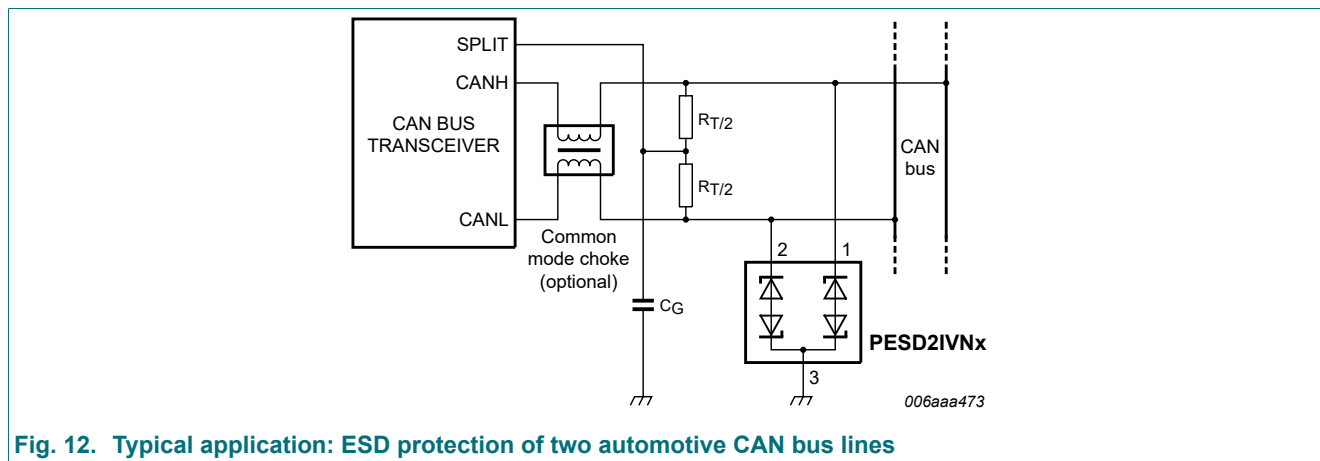 SPLIT
CANH
CAN BUS
TRANSCEIVER
CANL
Common
mode choke
(optional)
RT/2
RT/2
CG
CAN
bus
2
1
PESD2IVNx
3
006aaa473
Fig. 12. Typical application: ESD protection of two automotive CAN bus lines